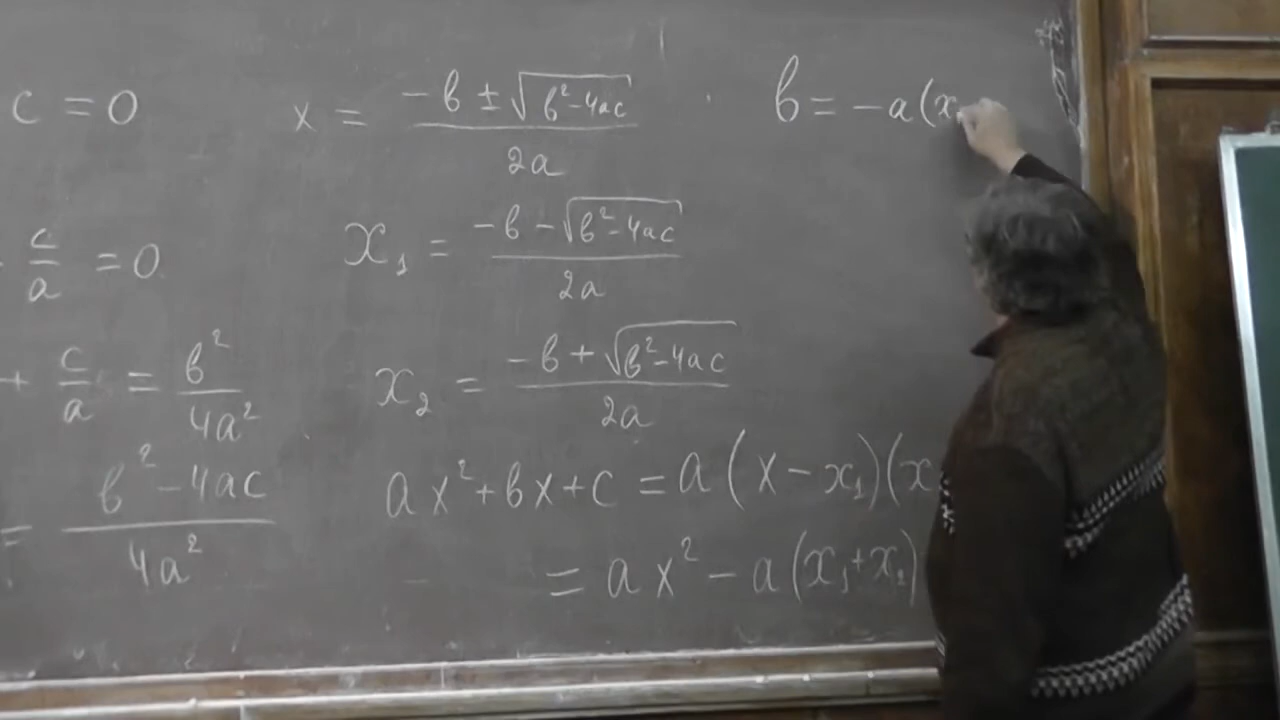 c = 0
c/a = 0
+ c/a = b²/4a²
= (b² - 4ac)/4a²
x = (-b ± √(b² - 4ac))/2a
x₁ = (-b - √(b² - 4ac))/2a
x₂ = (-b + √(b² - 4ac))/2a
ax² + bx + c = a(x - x₁)(x
= ax² - a(x₁ + x₂)
b = -a(x